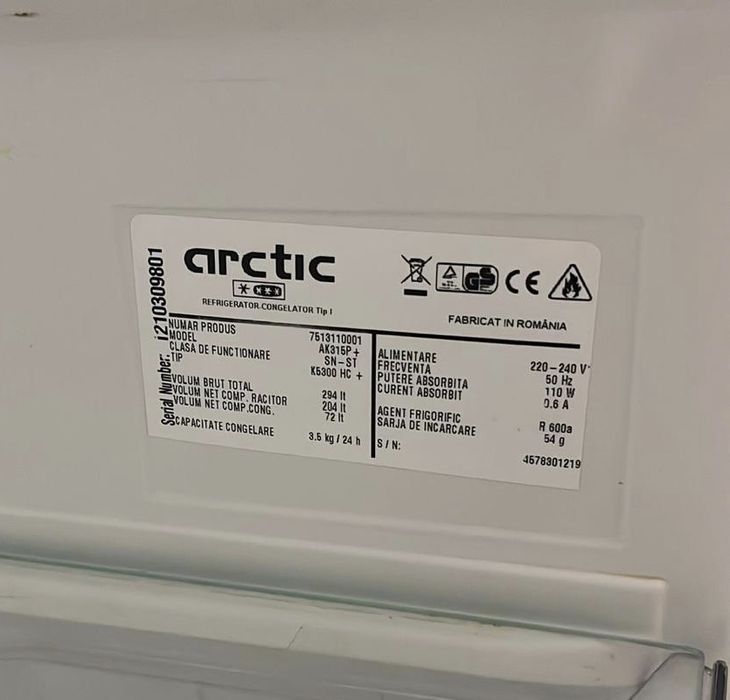 arctic
REFRIGERATOR-CONGELATOR Tip I
FABRICAT IN ROMÂNIA
Serial Number: i210309801
NUMAR PRODUS 7513110001
MODEL AK315P+
CLASA DE FUNCTIONARE SN-ST
TIP K5300 HC +
VOLUM BRUT TOTAL 294 lt
VOLUM NET COMP. RACITOR 204 lt
VOLUM NET COMP.CONG. 72 lt
CAPACITATE CONGELARE 3.5 kg / 24 h
ALIMENTARE 220-240 V
FRECVENTA 50 Hz
PUTERE ABSORBITA 110 W
CURENT ABSORBIT 0.6 A
AGENT FRIGORIFIC R 600a
SARJA DE INCARCARE 54 g
S / N: 4578301219